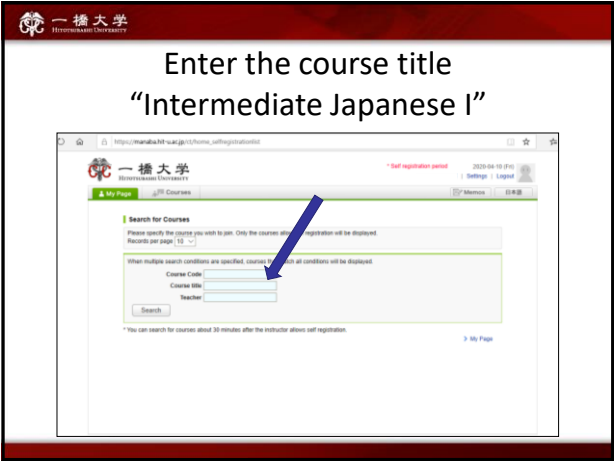 一橋大学
HITOTSUBASHI UNIVERSITY
Enter the course title
“Intermediate Japanese I”
https://manaba.hit-u.ac.jp/ct/home_selfregistrationlist
一橋大学
HITOTSUBASHI UNIVERSITY
* Self registration period
2020-04-10 (Fri)
Settings | Logout
My Page
Courses
Memos
日本語
Search for Courses
Please specify the course you wish to join. Only the courses registration will be displayed.
Records per page 10
When multiple search conditions are specified, courses all conditions will be displayed.
Course Code
Course title
Teacher
Search
* You can search for courses about 30 minutes after the instructor allows self registration.
My Page